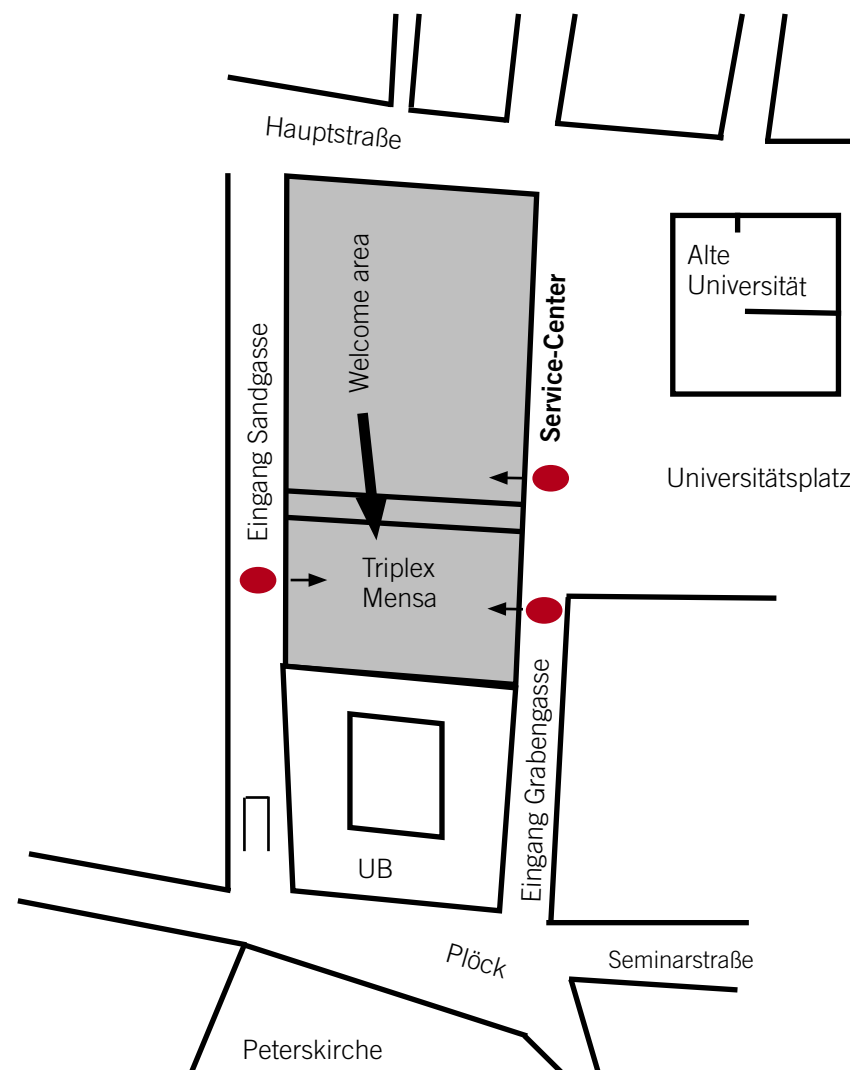 Hauptstraße
Alte
Universität
Welcome area
Service-Center
Eingang Sandgasse
Universitätsplatz
Triplex
Mensa
Eingang Grabengasse
UB
Plöck
Seminarstraße
Peterskirche